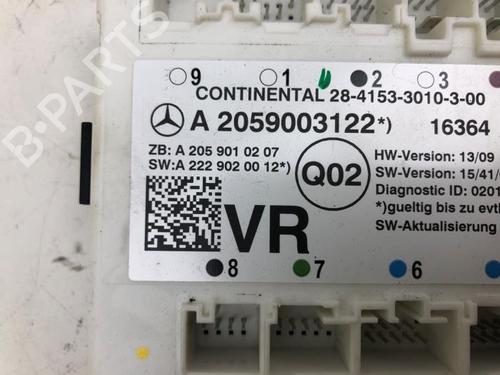 9 1 2 3
CONTINENTAL 28-4153-3010-3-00
A 2059003122*) 16364
ZB: A 205 901 02 07
SW:A 222 902 00 12*)
Q02
HW-Version: 13/09
SW-Version: 15/41/
Diagnostic ID: 0201
*)gueltig bis zu evtl
SW-Aktualisierung
VR
8 7 6
B-PARTS